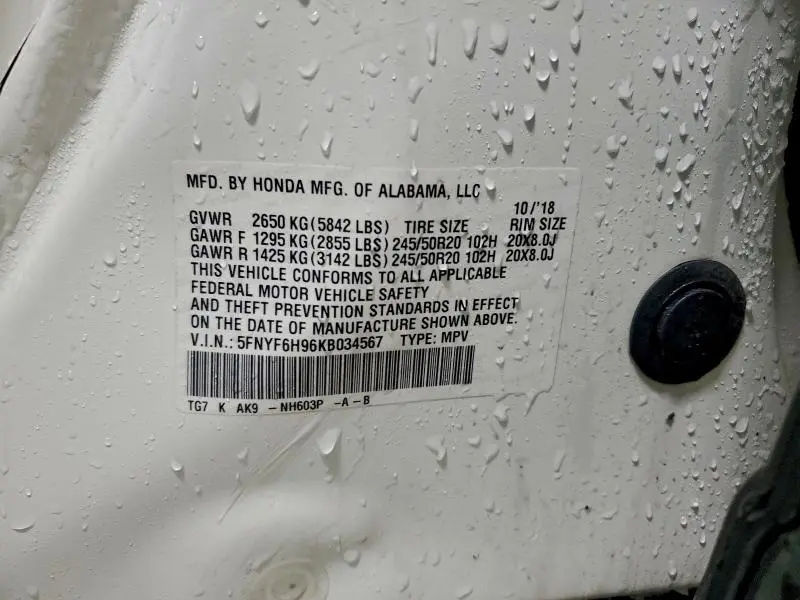 MFD. BY HONDA MFG. OF ALABAMA, LLC
10/'18
GVWR 2650 KG(5842 LBS) TIRE SIZE RIM SIZE
GAWR F 1295 KG(2855 LBS) 245/50R20 102H 20X8.0J
GAWR R 1425 KG(3142 LBS) 245/50R20 102H 20X8.0J
THIS VEHICLE CONFORMS TO ALL APPLICABLE
FEDERAL MOTOR VEHICLE SAFETY
AND THEFT PREVENTION STANDARDS IN EFFECT
ON THE DATE OF MANUFACTURE SHOWN ABOVE.
V.I.N.: 5FNYF6H96KB034567 TYPE: MPV
TG7 K AK9 -NH603P -A-B